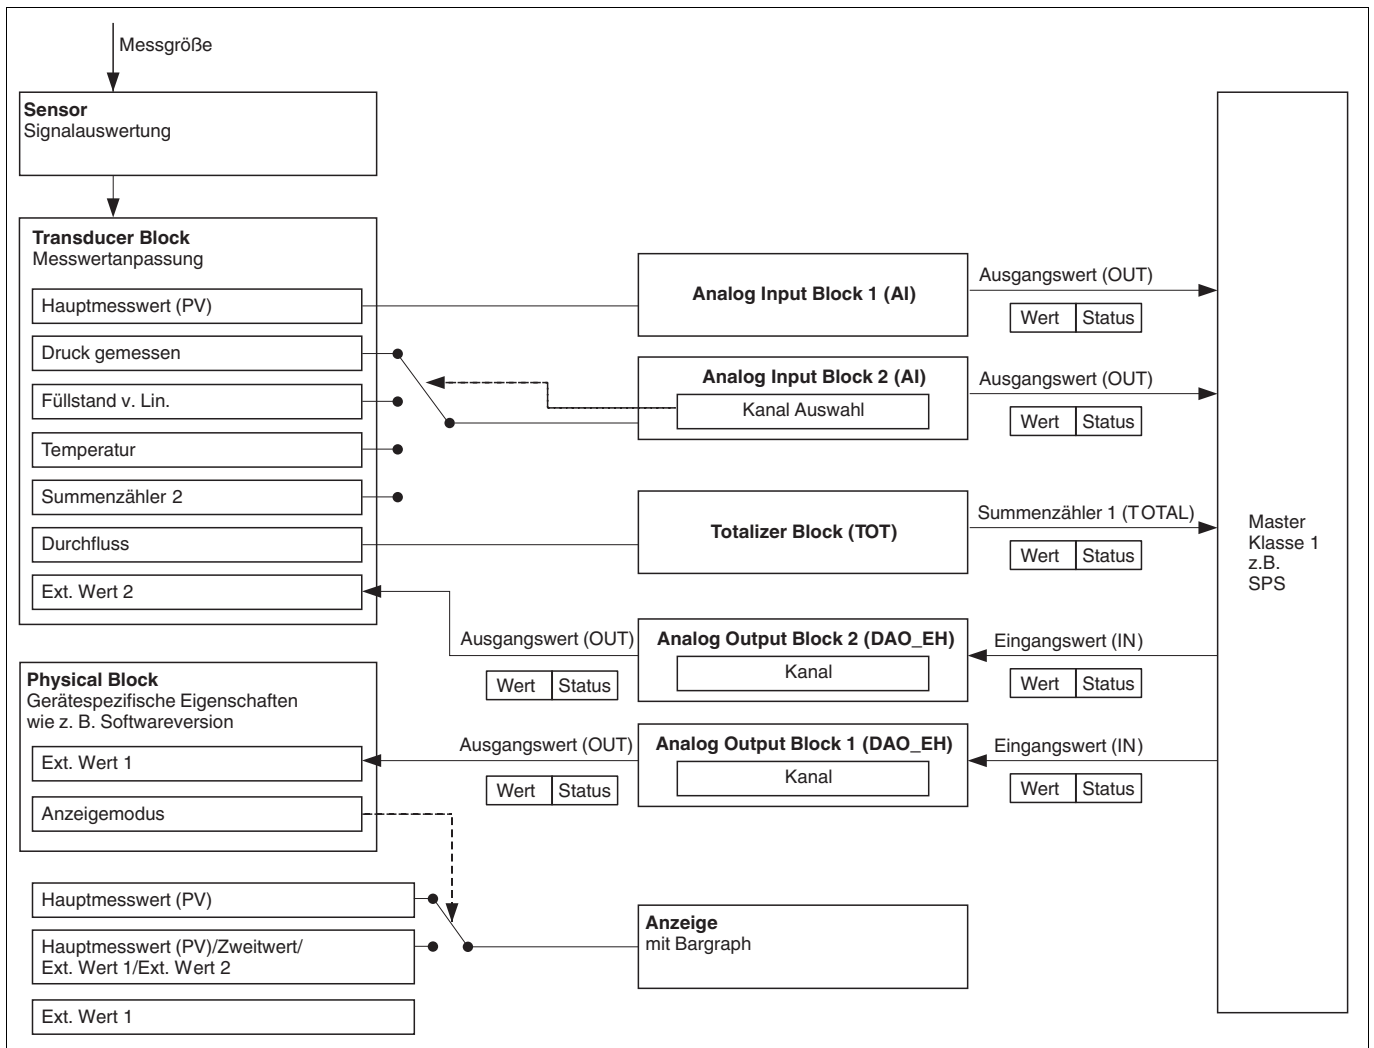 Messgröße
Sensor
Signalauswertung
Transducer Block
Messwertanpassung
Hauptmesswert (PV)
Druck gemessen
Füllstand v. Lin.
Temperatur
Summenzähler 2
Durchfluss
Ext. Wert 2
Analog Input Block 1 (AI)
Ausgangswert (OUT)
Wert Status
Analog Input Block 2 (AI)
Kanal Auswahl
Ausgangswert (OUT)
Wert Status
Totalizer Block (TOT)
Summenzähler 1 (TOTAL)
Wert Status
Ausgangswert (OUT)
Wert Status
Analog Output Block 2 (DAO_EH)
Kanal
Eingangswert (IN)
Wert Status
Physical Block
Gerätespezifische Eigenschaften
wie z. B. Softwareversion
Ext. Wert 1
Anzeigemodus
Ausgangswert (OUT)
Wert Status
Analog Output Block 1 (DAO_EH)
Kanal
Eingangswert (IN)
Wert Status
Master
Klasse 1
z.B.
SPS
Hauptmesswert (PV)
Hauptmesswert (PV)/Zweitwert/
Ext. Wert 1/Ext. Wert 2
Ext. Wert 1
Anzeige
mit Bargraph